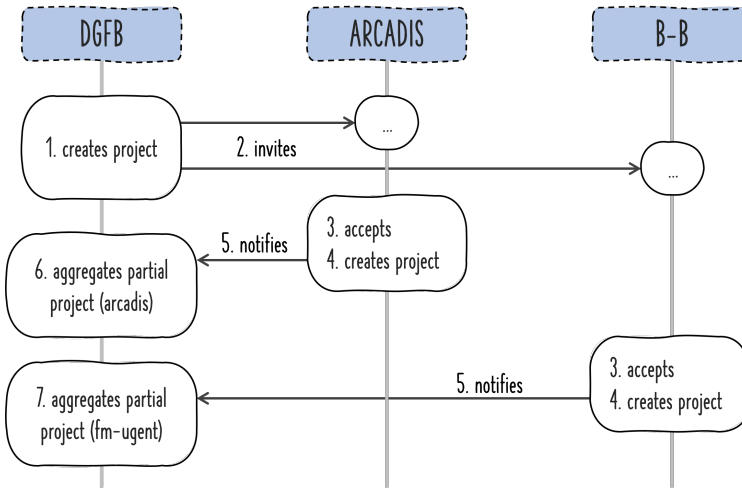 DGFB
ARCADIS
B-B
1. creates project
...
2. invites
...
3. accepts
4. creates project
5. notifies
6. aggregates partial
project (arcadis)
3. accepts
4. creates project
5. notifies
7. aggregates partial
project (fm-ugent)